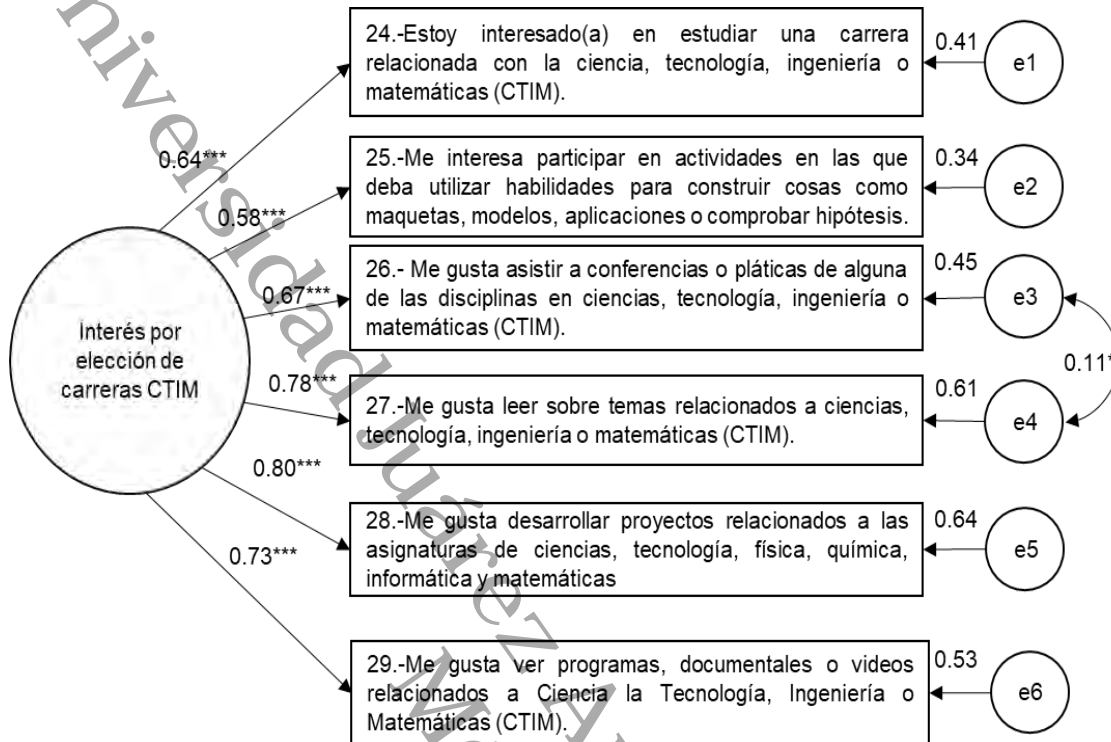 24.-Estoy interesado(a) en estudiar una carrera
relacionada con la ciencia, tecnología, ingeniería o
matemáticas (CTIM).
0.41
e1
0.64***
25.-Me interesa participar en actividades en las que
deba utilizar habilidades para construir cosas como
maquetas, modelos, aplicaciones o comprobar hipótesis.
0.34
e2
0.58***
26.- Me gusta asistir a conferencias o pláticas de alguna
de las disciplinas en ciencias, tecnología, ingeniería o
matemáticas (CTIM).
0.45
e3
0.67***
Interés por
elección de
carreras CTIM
0.11*
0.78***
27.-Me gusta leer sobre temas relacionados a ciencias,
tecnología, ingeniería o matemáticas (CTIM).
0.61
e4
0.80***
28.-Me gusta desarrollar proyectos relacionados a las
asignaturas de ciencias, tecnología, física, química,
informática y matemáticas
0.64
e5
0.73***
29.-Me gusta ver programas, documentales o videos
relacionados a Ciencia la Tecnología, Ingeniería o
Matemáticas (CTIM).
0.53
e6
niversidad Juárez A